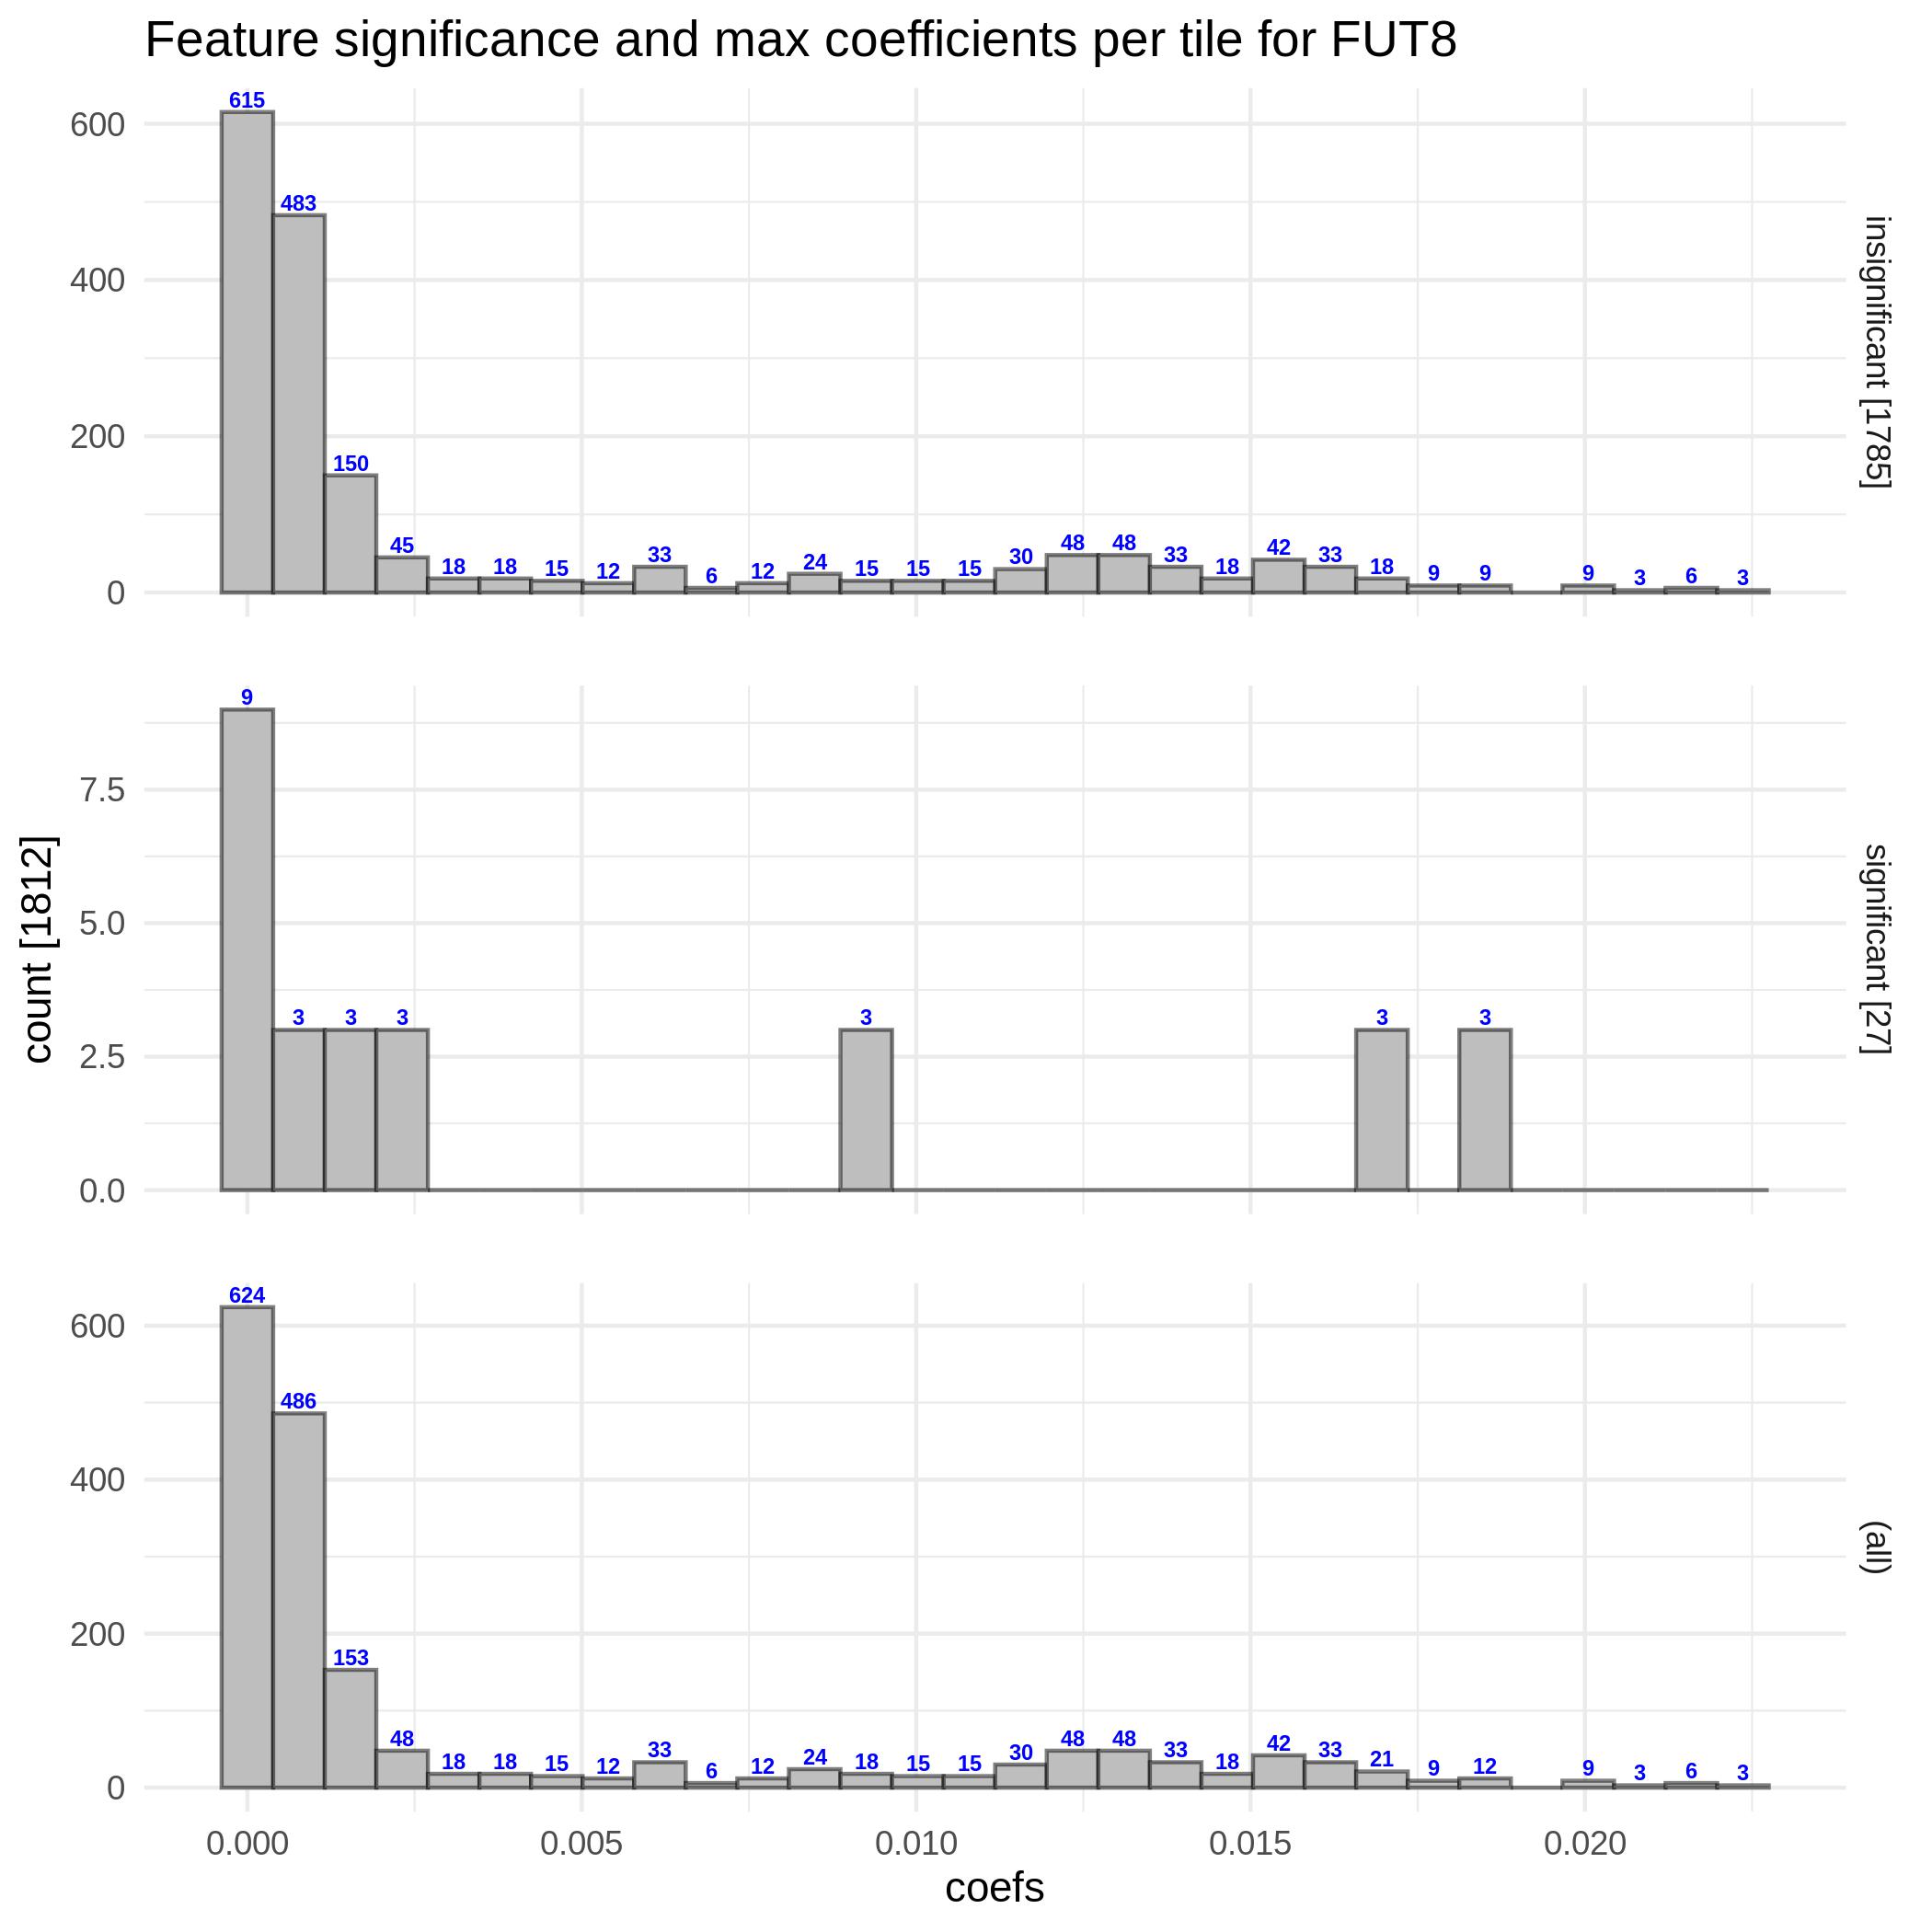 Feature significance and max coefficients per tile for FUT8
615
600
483
400
200
150
45
18 18 15 12 33 6 12 24 15 15 15 30 48 48 33 18 42 33 18 9 9 9 3 6 3
0
insignificant [1785]
9
7.5
5.0
3 3 3 3 3 3
2.5
0.0
significant [27]
count [1812]
624
600
486
400
200
153
48
18 18 15 12 33 6 12 24 18 15 15 30 48 48 33 18 42 33 21 9 12 9 3 6 3
0
(all)
0.000 0.005 0.010 0.015 0.020
coefs